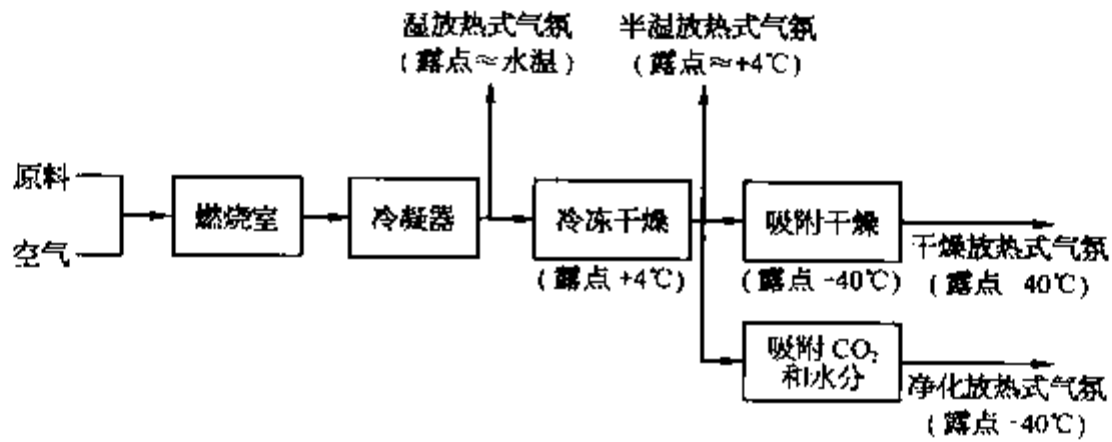 湿放热式气氛
(露点≈水温)
半湿放热式气氛
(露点≈+4℃)
原料
空气
燃烧室
冷凝器
冷冻干燥
(露点+4℃)
吸附干燥
(露点-40℃)
干燥放热式气氛
(露点 40℃)
吸附 CO₂
和水分
净化放热式气氛
(露点-40℃)